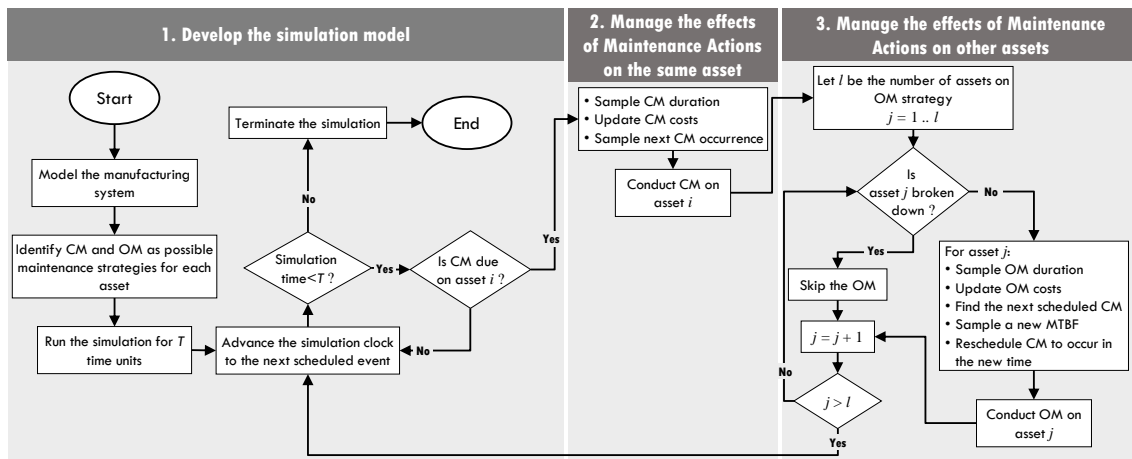 1. Develop the simulation model
Start
Model the manufacturing
system
Identify CM and OM as possible
maintenance strategies for each
asset
Run the simulation for T
time units
Terminate the simulation
End
No
Simulation
time<T ?
Yes
Is CM due
on asset i ?
Yes
No
Advance the simulation clock
to the next scheduled event
2. Manage the effects
of Maintenance Actions
on the same asset
• Sample CM duration
• Update CM costs
• Sample next CM occurrence
Conduct CM on
asset i
3. Manage the effects of Maintenance
Actions on other assets
Let l be the number of assets on
OM strategy
j = 1 .. l
Is
asset j broken
down ?
No
Yes
Skip the OM
j = j + 1
No
j > l
Yes
For asset j:
• Sample OM duration
• Update OM costs
• Find the next scheduled CM
• Sample a new MTBF
• Reschedule CM to occur in
the new time
Conduct OM on
asset j